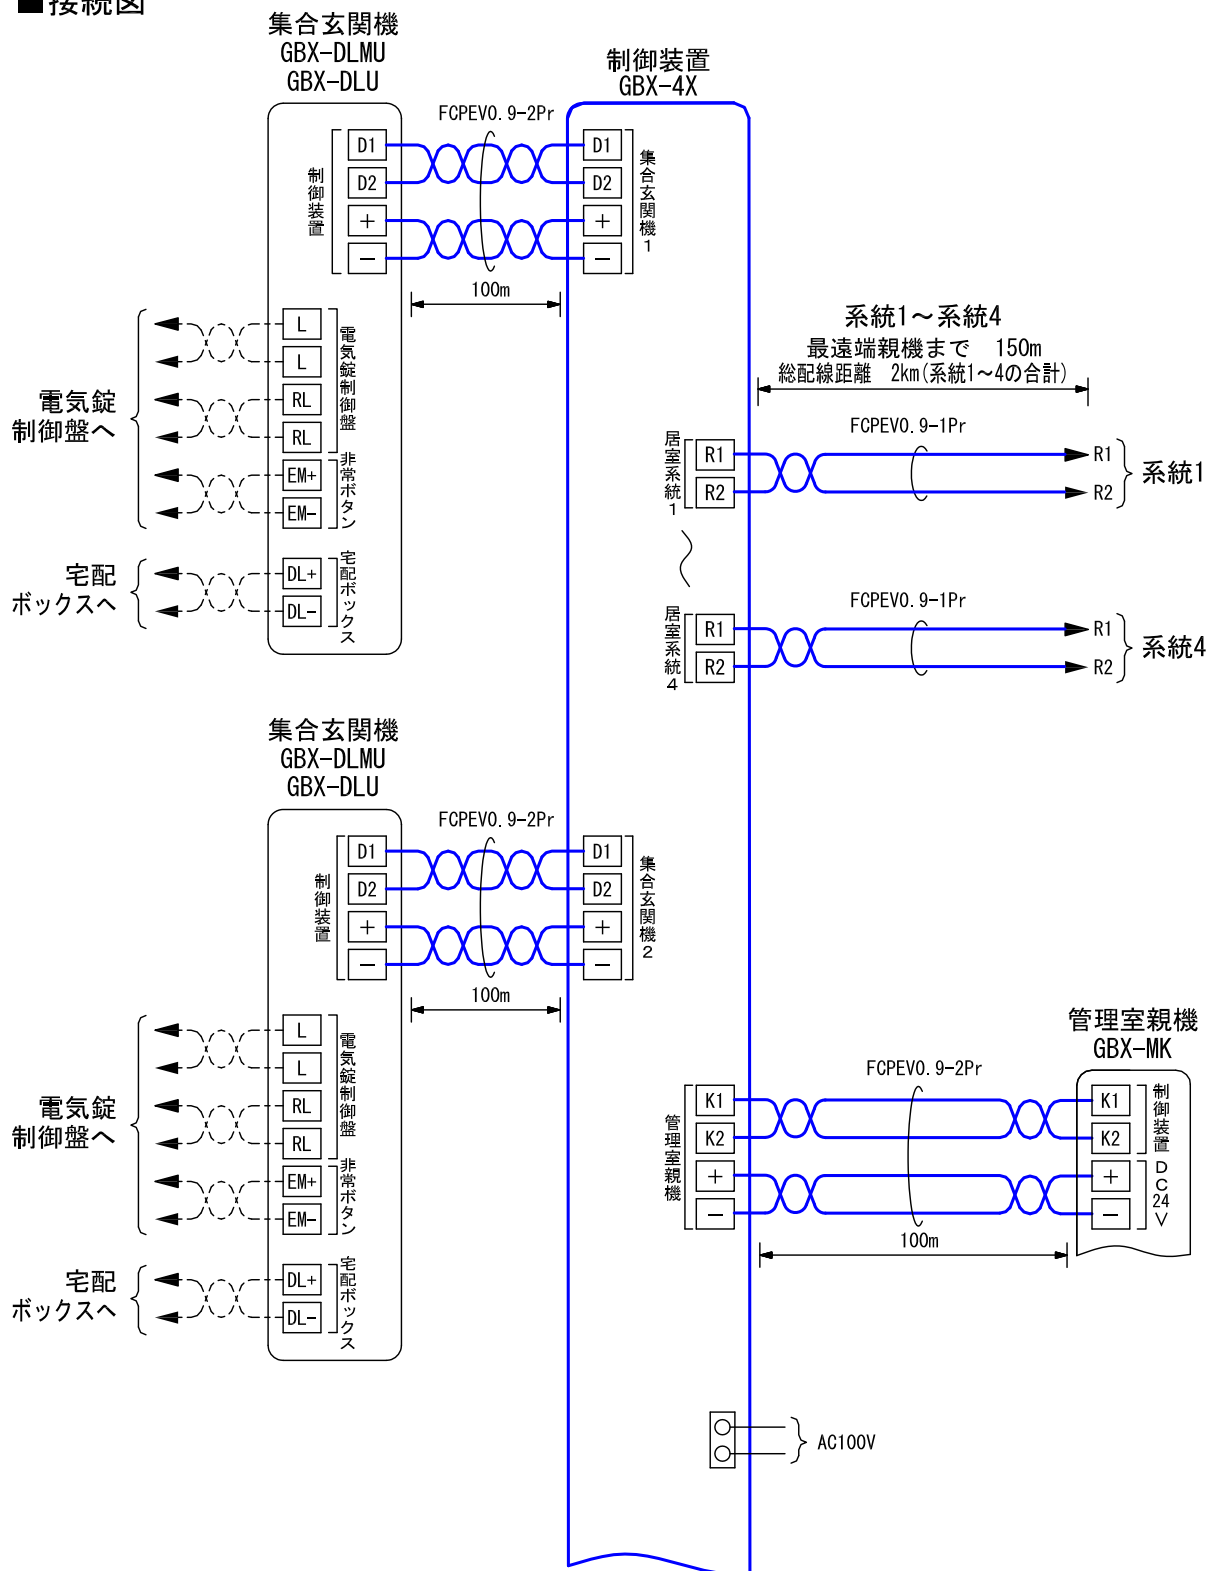 ■接続図
集合玄関機
GBX-DLMU
GBX-DLU
制御装置
GBX-4X
FCPEV0.9-2Pr
制御装置
D1
D2
+
-
D1
D2
+
-
集合玄関機1
100m
電気錠
制御盤へ
L
L
RL
RL
電気錠制御盤
EM+
EM-
非常ボタン
宅配
ボックスへ
DL+
DL-
宅配ボックス
系統1～系統4
最遠端親機まで 150m
総配線距離 2km(系統1～4の合計)
FCPEV0.9-1Pr
居室系統1
R1
R2
R1
R2
系統1
FCPEV0.9-1Pr
居室系統4
R1
R2
R1
R2
系統4
集合玄関機
GBX-DLMU
GBX-DLU
FCPEV0.9-2Pr
制御装置
D1
D2
+
-
D1
D2
+
-
集合玄関機2
100m
電気錠
制御盤へ
L
L
RL
RL
電気錠制御盤
EM+
EM-
非常ボタン
宅配
ボックスへ
DL+
DL-
宅配ボックス
管理室親機
GBX-MK
FCPEV0.9-2Pr
管理室親機
K1
K2
+
-
K1
K2
+
-
制御装置
DC24V
100m
AC100V